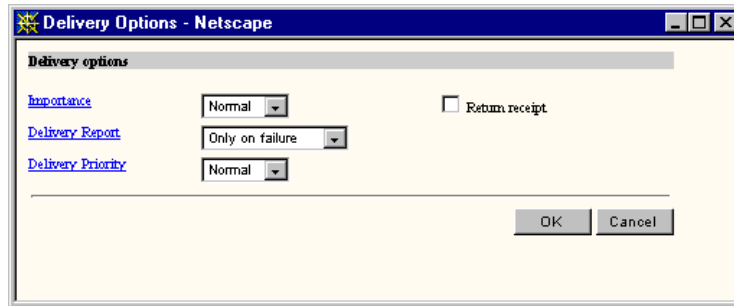 Delivery Options - Netscape
Delivery options
Importance Normal Return receipt
Delivery Report Only on failure
Delivery Priority Normal
OK Cancel